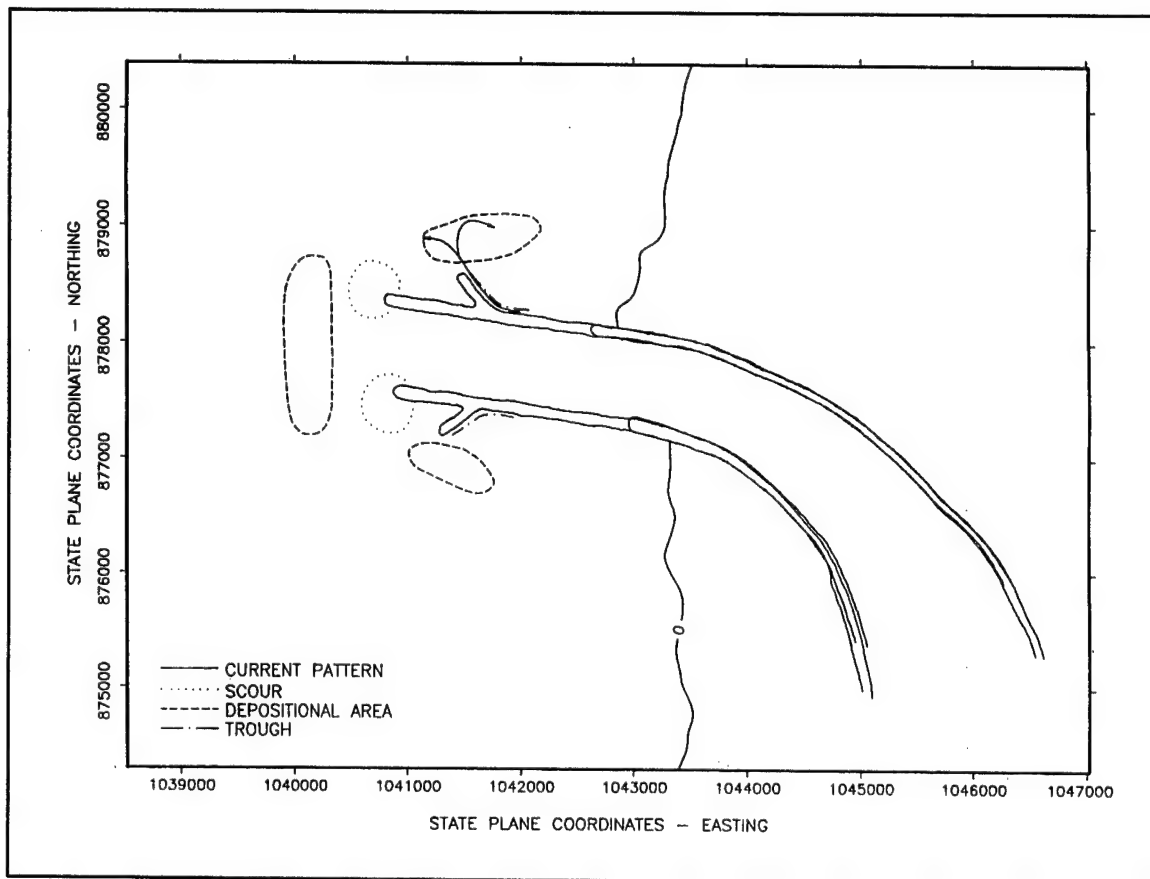 STATE PLANE COORDINATES — NORTHING
880000
879000
878000
877000
876000
875000
0
CURRENT PATTERN
SCOUR
DEPOSITIONAL AREA
TROUGH
1039000 1040000 1041000 1042000 1043000 1044000 1045000 1046000 1047000
STATE PLANE COORDINATES — EASTING